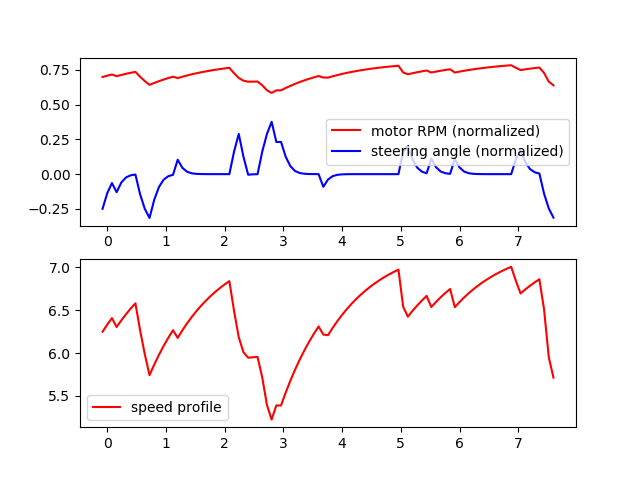 0.75
0.50
0.25
0.00
−0.25
motor RPM (normalized)
steering angle (normalized)
0 1 2 3 4 5 6 7
7.0
6.5
6.0
5.5
speed profile
0 1 2 3 4 5 6 7